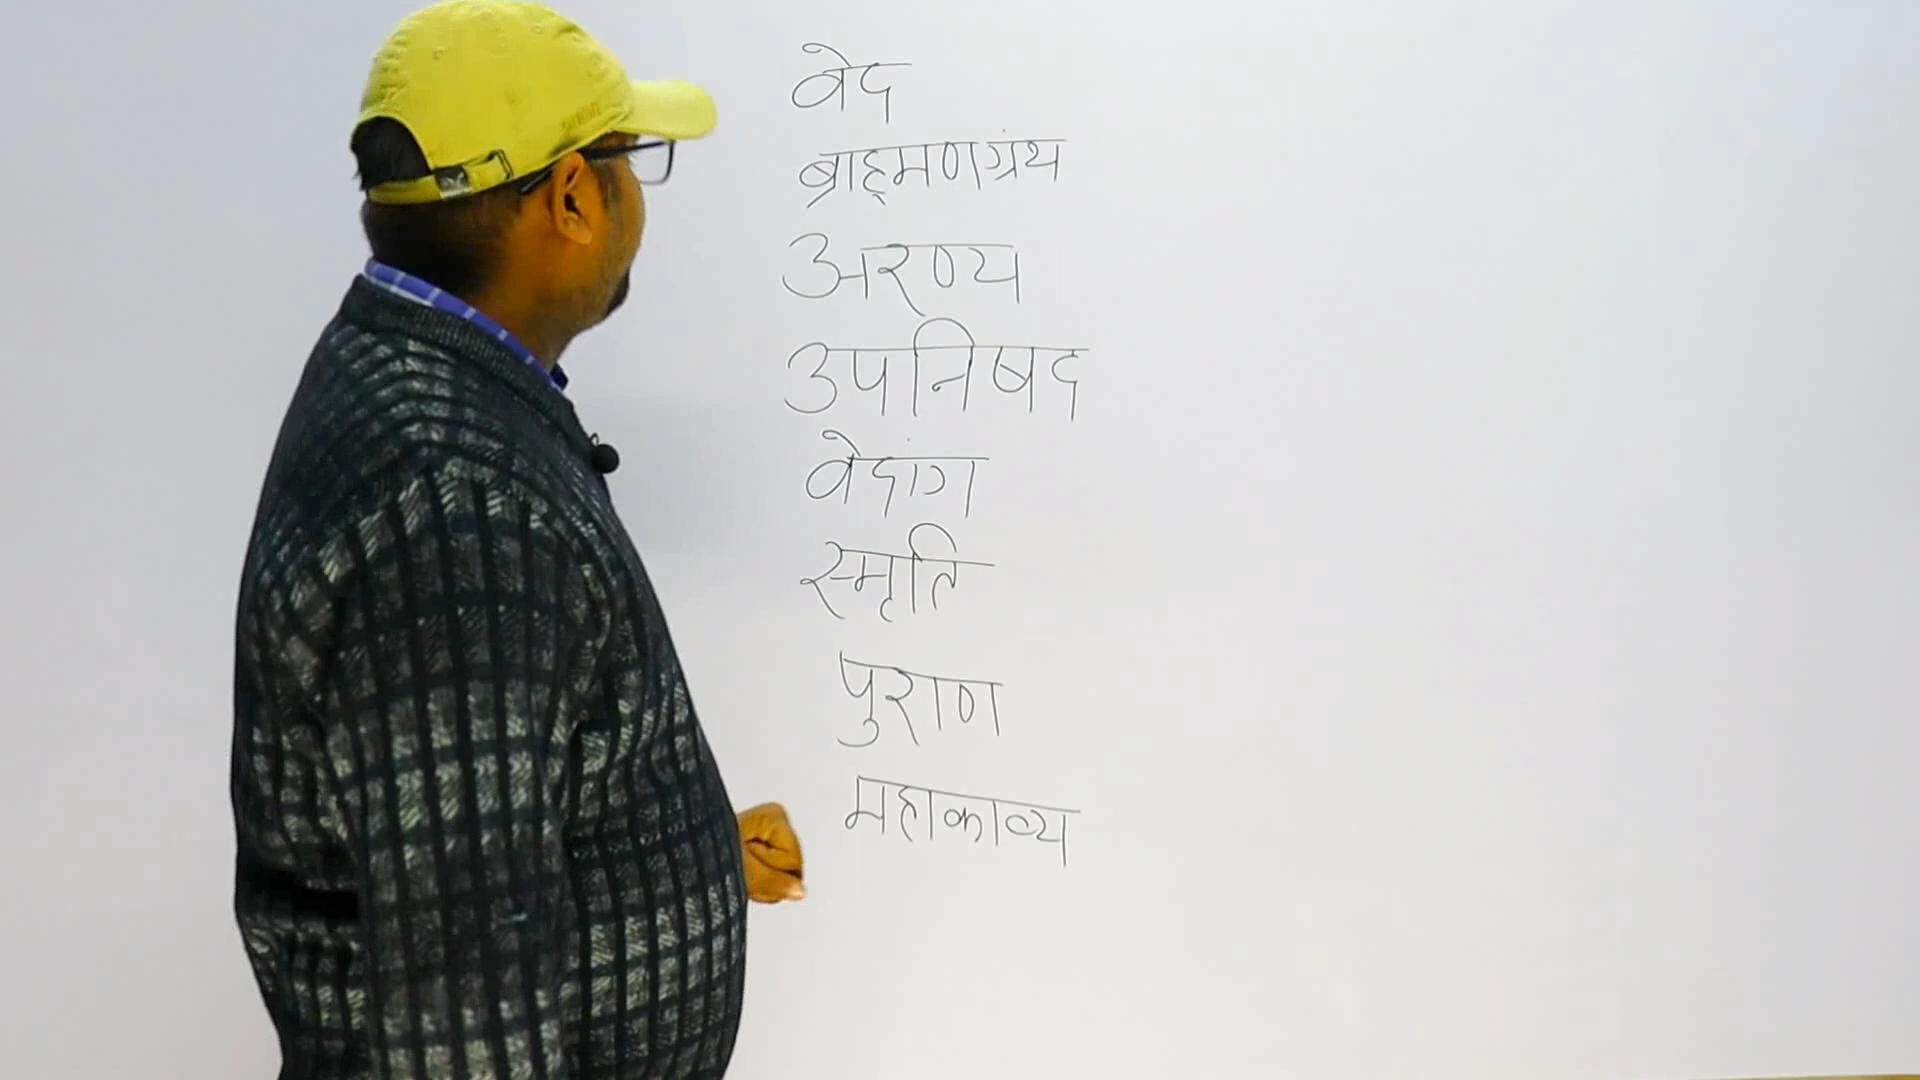 वेद
ब्राह्मणग्रंथ
अरण्य
उपनिषद
वेदांग
स्मृति
पुराण
महाकाव्य